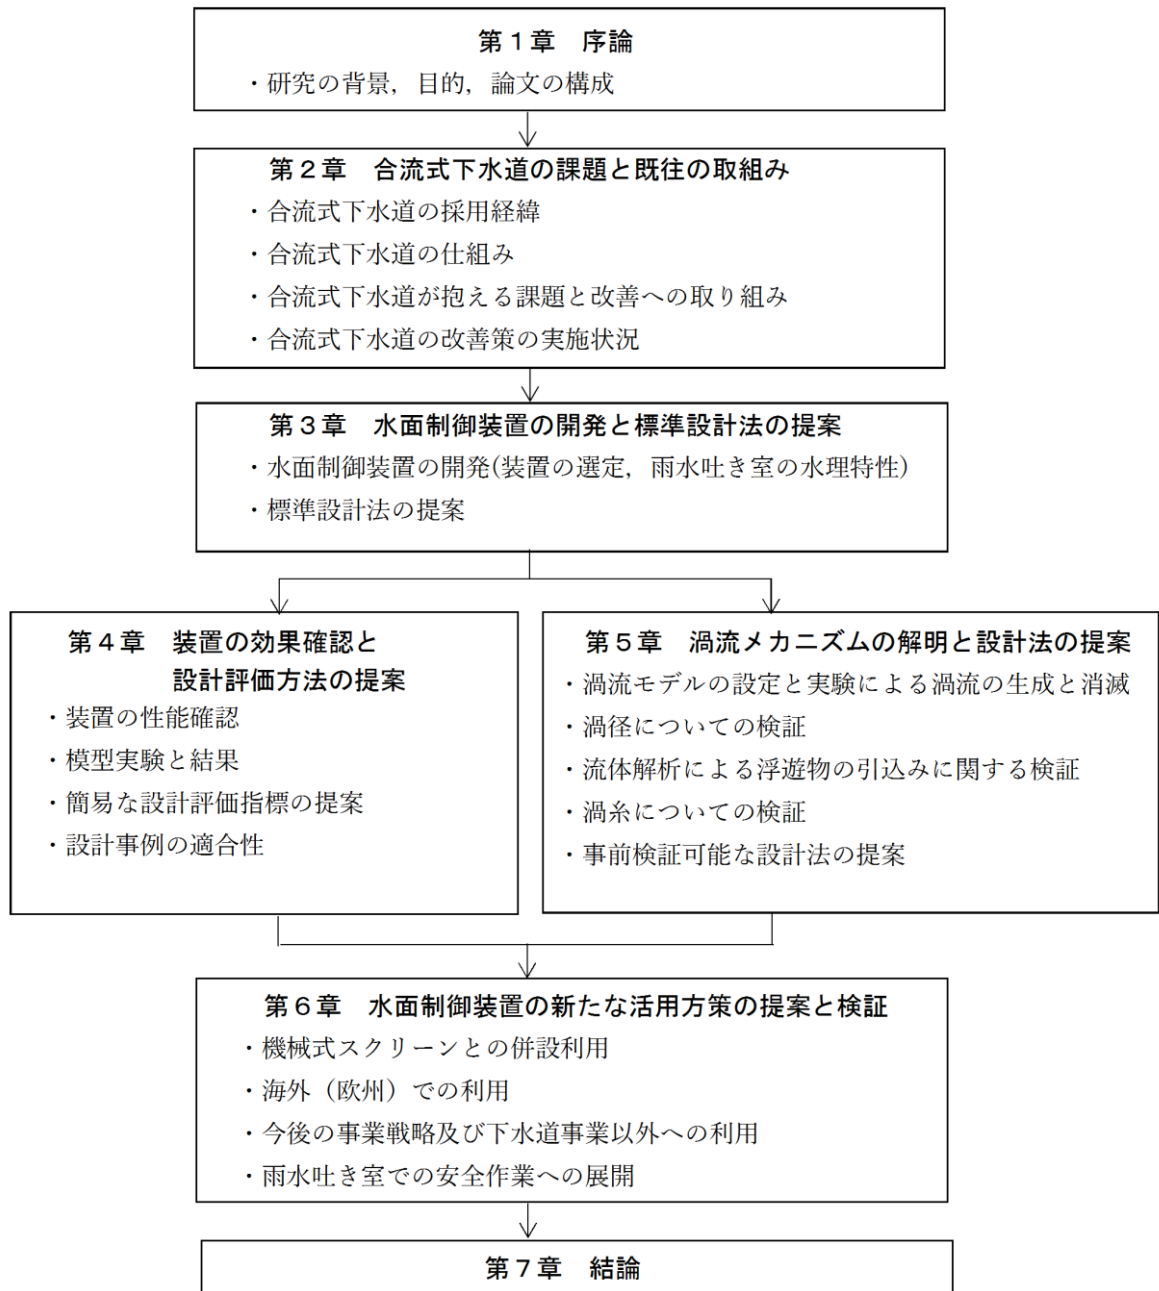 第１章　序論
・研究の背景，目的，論文の構成
第２章　合流式下水道の課題と既往の取組み
・合流式下水道の採用経緯
・合流式下水道の仕組み
・合流式下水道が抱える課題と改善への取り組み
・合流式下水道の改善策の実施状況
第３章　水面制御装置の開発と標準設計法の提案
・水面制御装置の開発(装置の選定，雨水吐き室の水理特性)
・標準設計法の提案
第４章　装置の効果確認と
設計評価方法の提案
・装置の性能確認
・模型実験と結果
・簡易な設計評価指標の提案
・設計事例の適合性
第５章　渦流メカニズムの解明と設計法の提案
・渦流モデルの設定と実験による渦流の生成と消滅
・渦径についての検証
・流体解析による浮遊物の引込みに関する検証
・渦糸についての検証
・事前検証可能な設計法の提案
第６章　水面制御装置の新たな活用方策の提案と検証
・機械式スクリーンとの併設利用
・海外（欧州）での利用
・今後の事業戦略及び下水道事業以外への利用
・雨水吐き室での安全作業への展開
第７章　結論